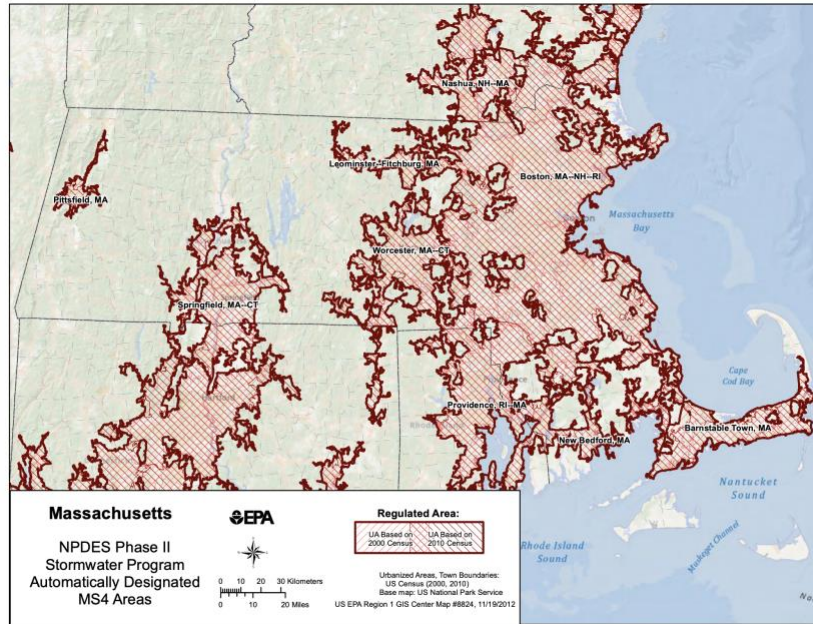 Nashua, NH--MA
Leominster--Fitchburg, MA
Boston, MA--NH--RI
Pittsfield, MA
Massachusetts
Bay
Worcester, MA--CT
Springfield, MA--CT
Cape
Cod Bay
Providence, RI--MA
Barnstable Town, MA
New Bedford, MA
Nantucket
Sound
Rhode Island
Sound
Muskeget Channel
Massachusetts
NPDES Phase II
Stormwater Program
Automatically Designated
MS4 Areas
EPA
0 10 20 30 Kilometers
0 10 20 Miles
Regulated Area:
UA Based on
2000 Census
UA Based on
2010 Census
Urbanized Areas, Town Boundaries:
US Census (2000, 2010)
Base map: US National Park Service
US EPA Region 1 GIS Center Map #8824, 11/19/2012